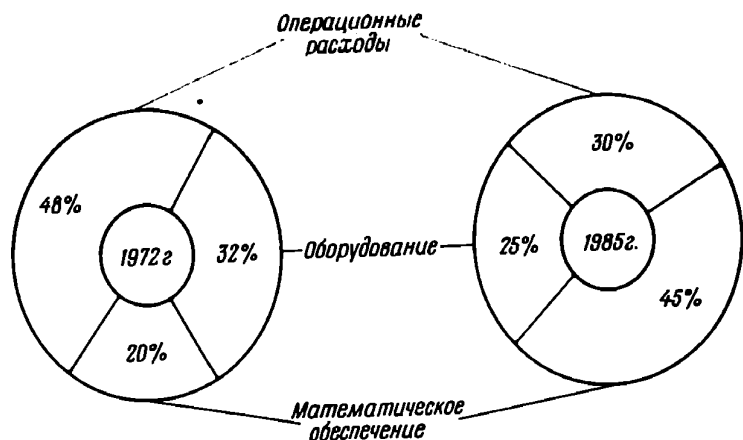 Операционные
расходы
48%
1972 г
32%
20%
Оборудование
30%
25%
1985г.
45%
Математическое
обеспечение